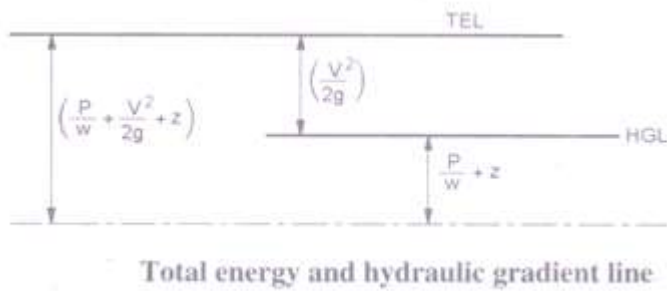 TEL
(P/w + V²/2g + z)
(V²/2g)
HGL
P/w + z
Total energy and hydraulic gradient line